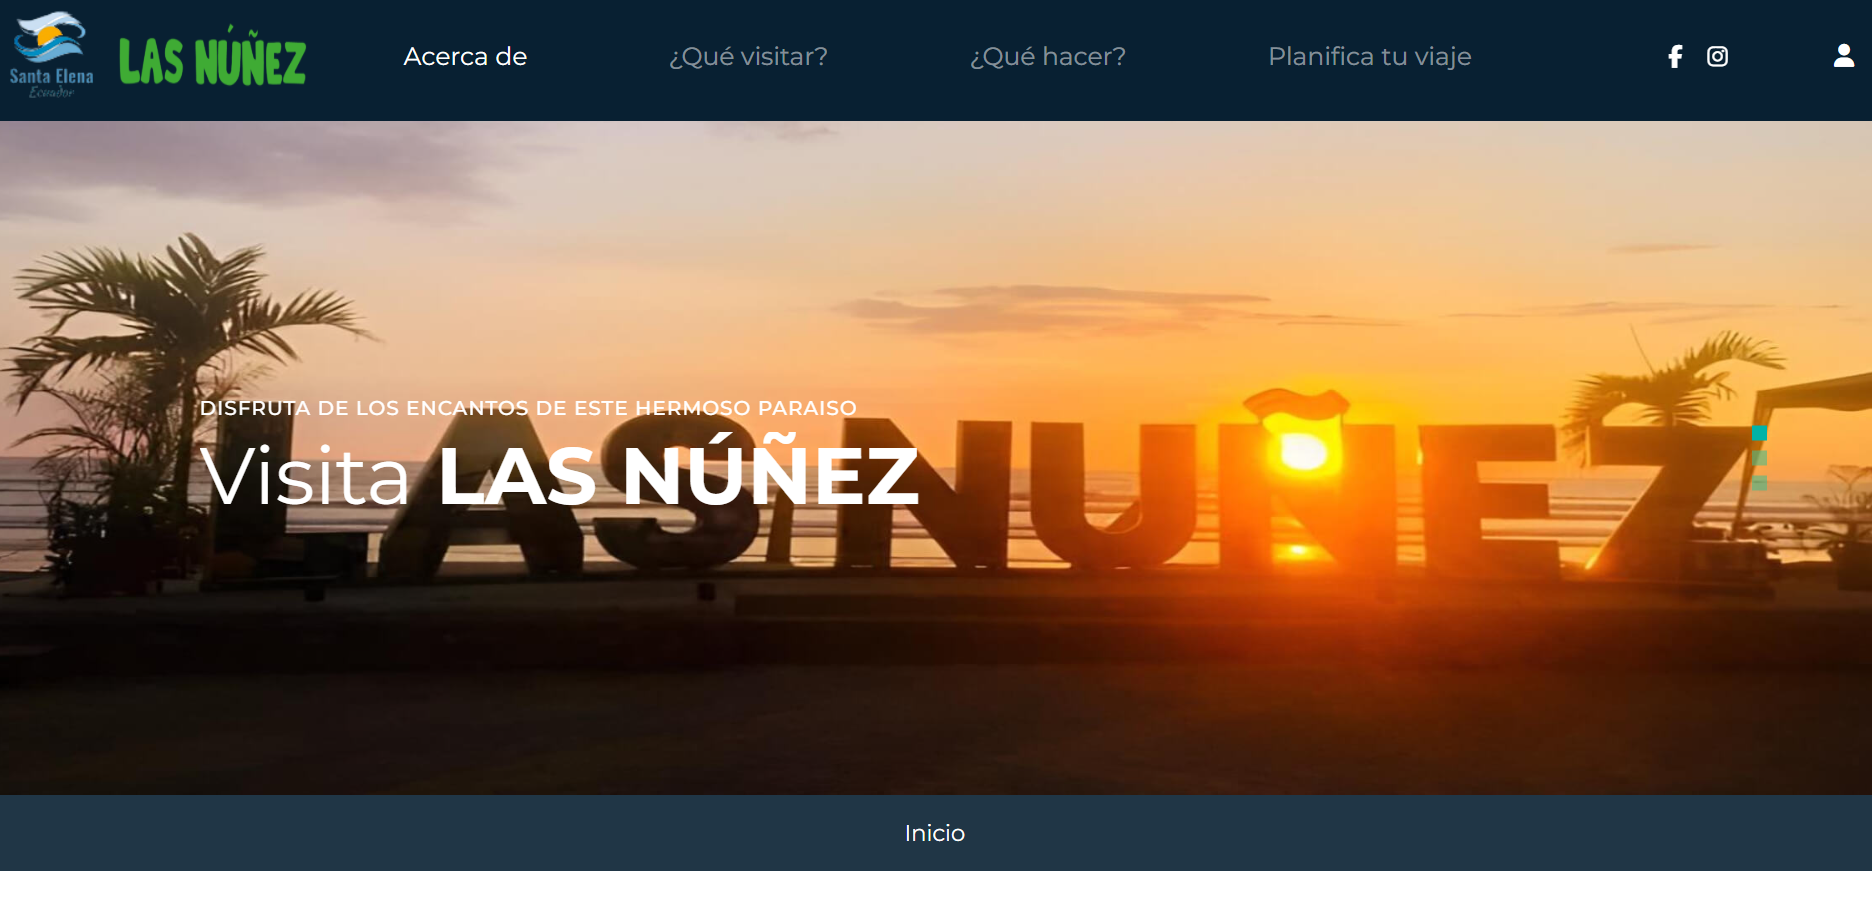 Santa Elena
Ecuador
LAS NÚÑEZ
Acerca de
¿Qué visitar?
¿Qué hacer?
Planifica tu viaje
DISFRUTA DE LOS ENCANTOS DE ESTE HERMOSO PARAISO
Visita LAS NÚÑEZ
LAS NUÑEZ
Inicio